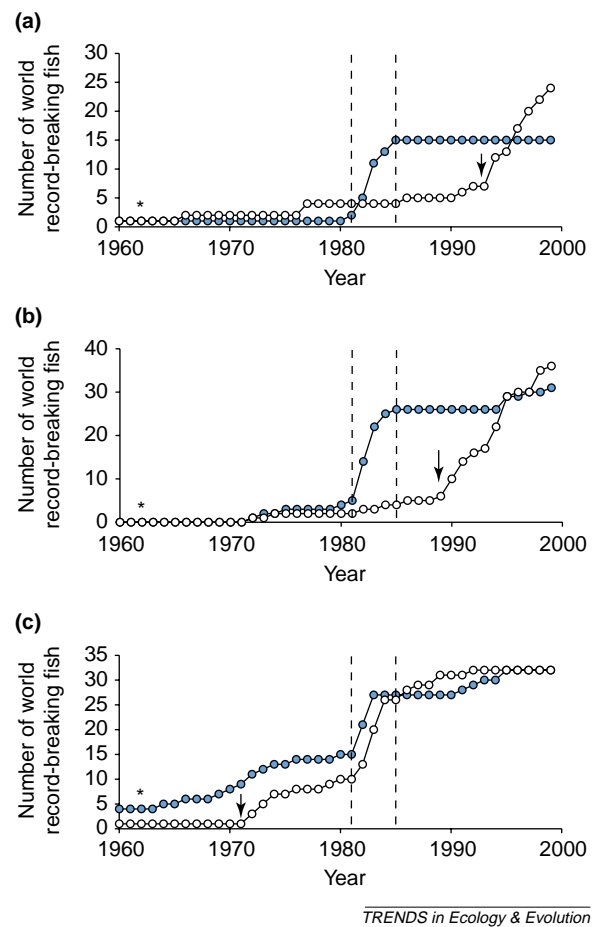 (a)
Number of world
record-breaking fish
30
25
20
15
10
5
0
*
1960 1970 1980 1990 2000
Year
(b)
Number of world
record-breaking fish
40
30
20
10
0
*
1960 1970 1980 1990 2000
Year
(c)
Number of world
record-breaking fish
35
30
25
20
15
10
5
0
*
1960 1970 1980 1990 2000
Year
TRENDS in Ecology & Evolution